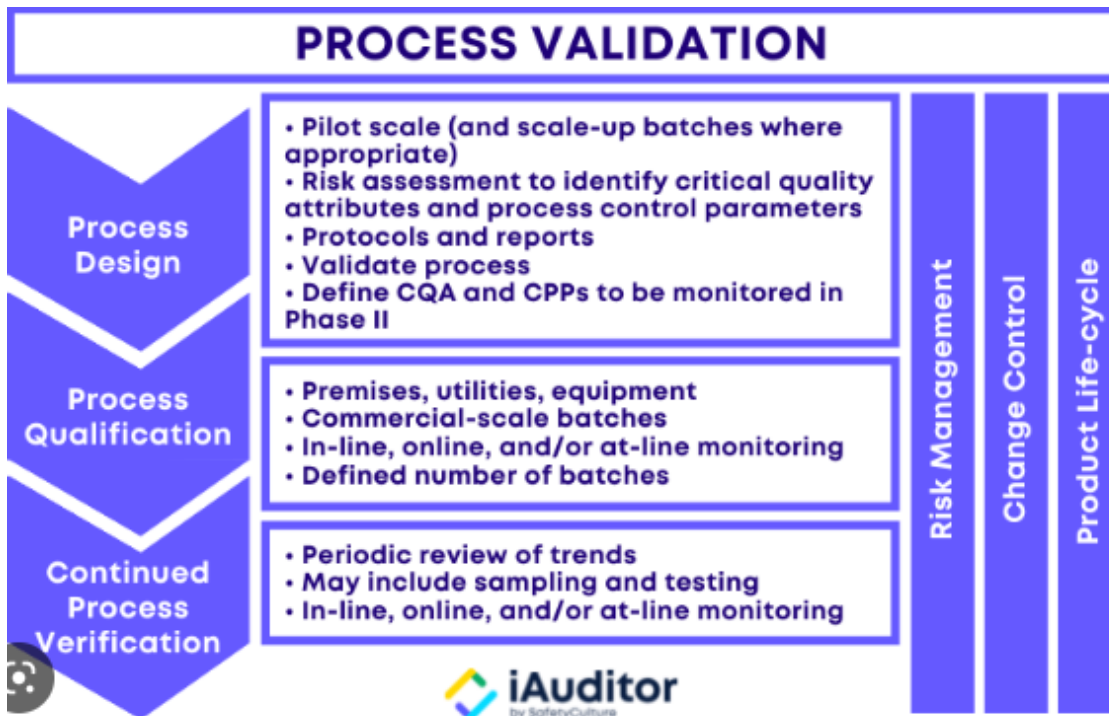 PROCESS VALIDATION
Process
Design
• Pilot scale (and scale-up batches where
appropriate)
• Risk assessment to identify critical quality
attributes and process control parameters
• Protocols and reports
• Validate process
• Define CQA and CPPs to be monitored in
Phase II
Process
Qualification
• Premises, utilities, equipment
• Commercial-scale batches
• In-line, online, and/or at-line monitoring
• Defined number of batches
Continued
Process
Verification
• Periodic review of trends
• May include sampling and testing
• In-line, online, and/or at-line monitoring
Risk Management
Change Control
Product Life-cycle
iAuditor
by SafetyCulture